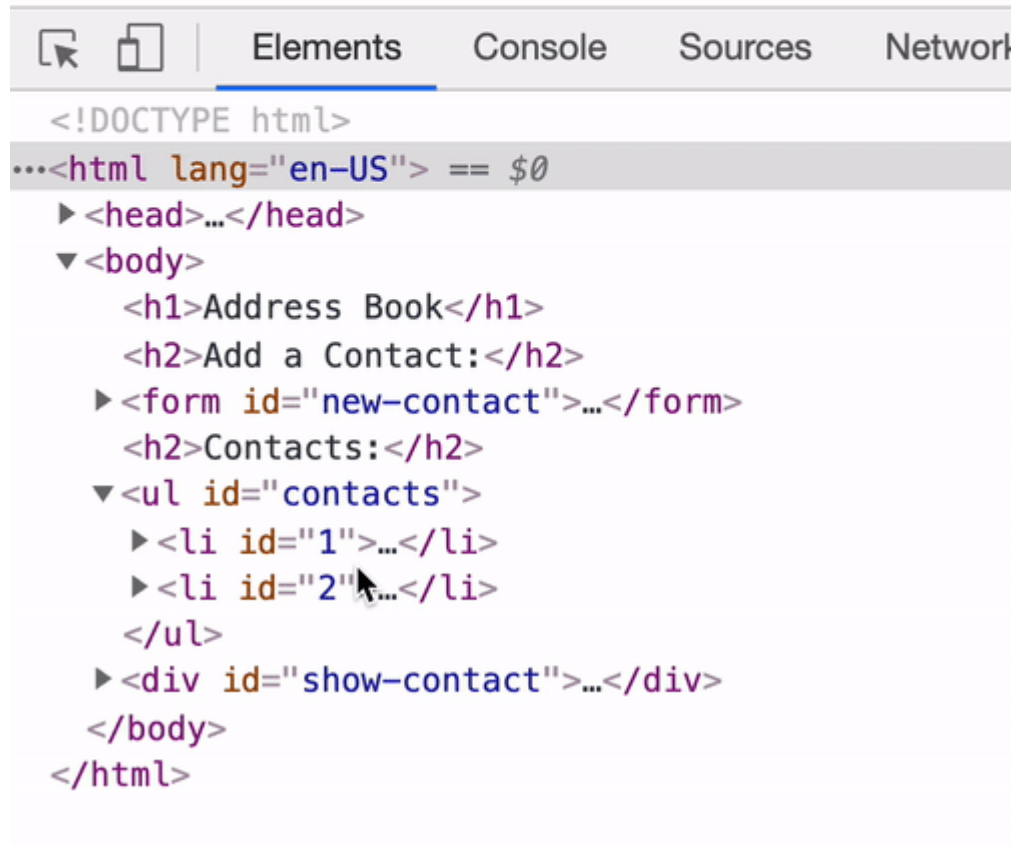 Elements Console Sources Network
<!DOCTYPE html>
…<html lang="en-US"> == $0
<head>…</head>
<body>
<h1>Address Book</h1>
<h2>Add a Contact:</h2>
<form id="new-contact">…</form>
<h2>Contacts:</h2>
<ul id="contacts">
<li id="1">…</li>
<li id="2"…</li>
</ul>
<div id="show-contact">…</div>
</body>
</html>